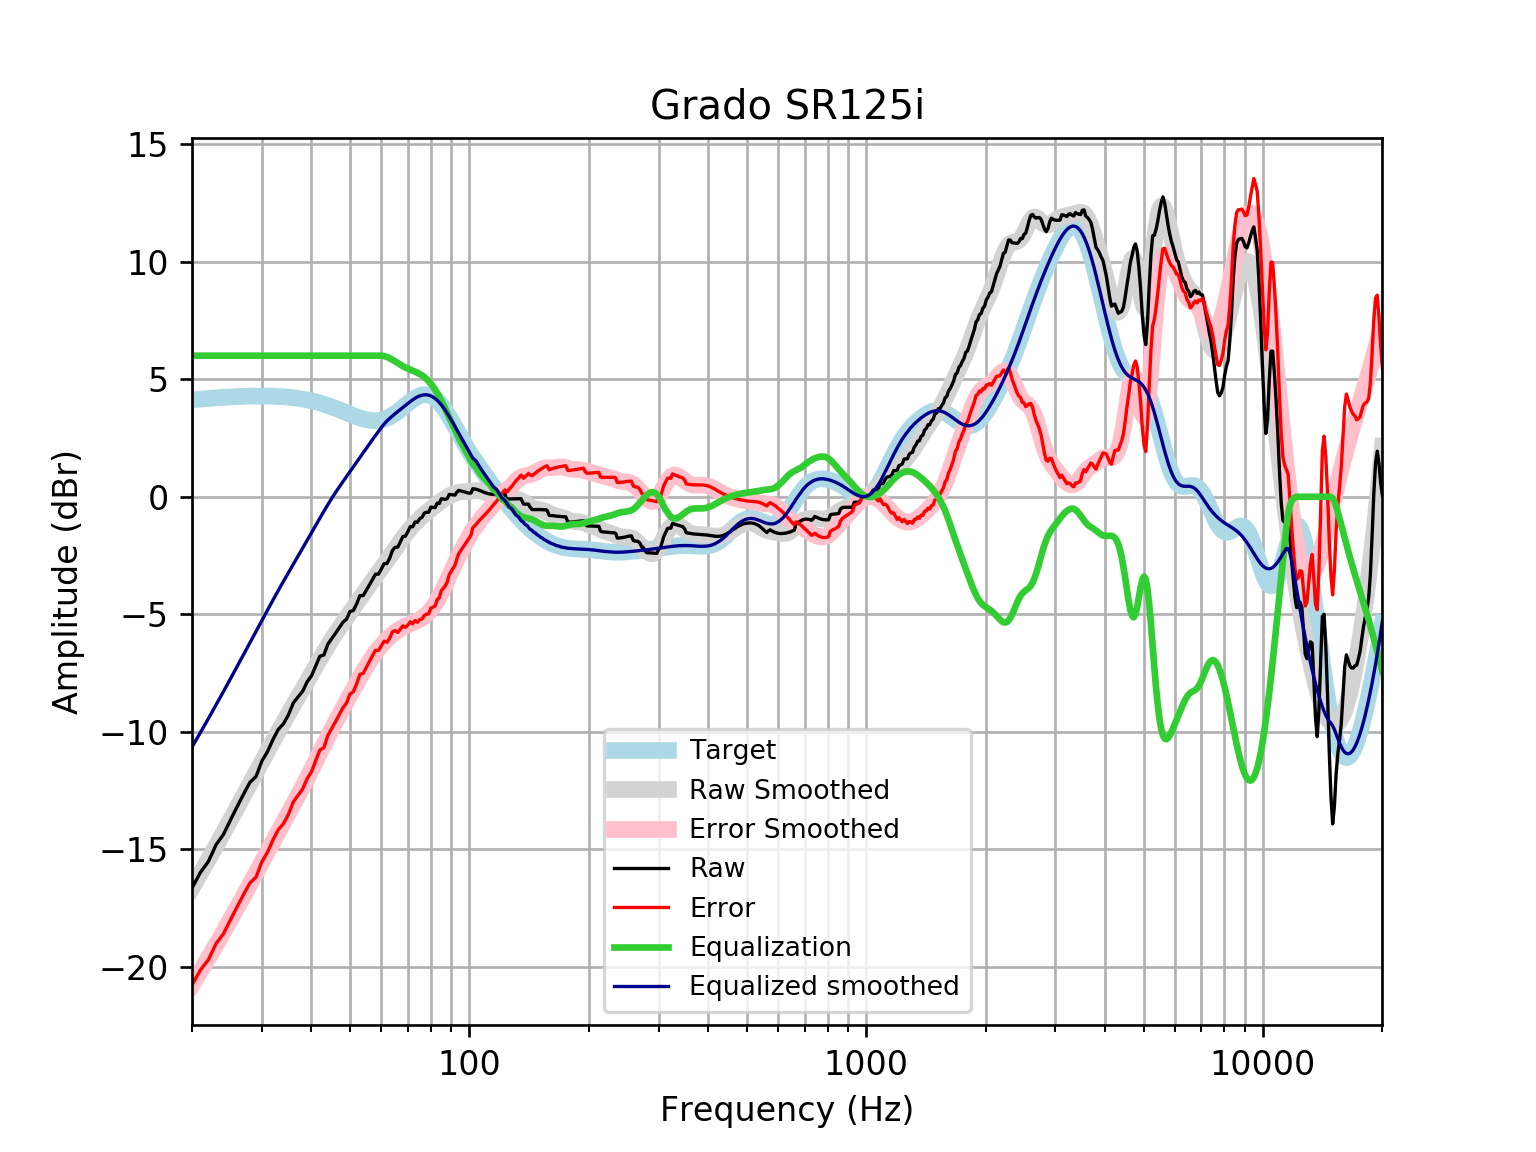 Grado SR125i
15
10
5
0
−5
−10
−15
−20
Amplitude (dBr)
Target
Raw Smoothed
Error Smoothed
Raw
Error
Equalization
Equalized smoothed
100 1000 10000
Frequency (Hz)